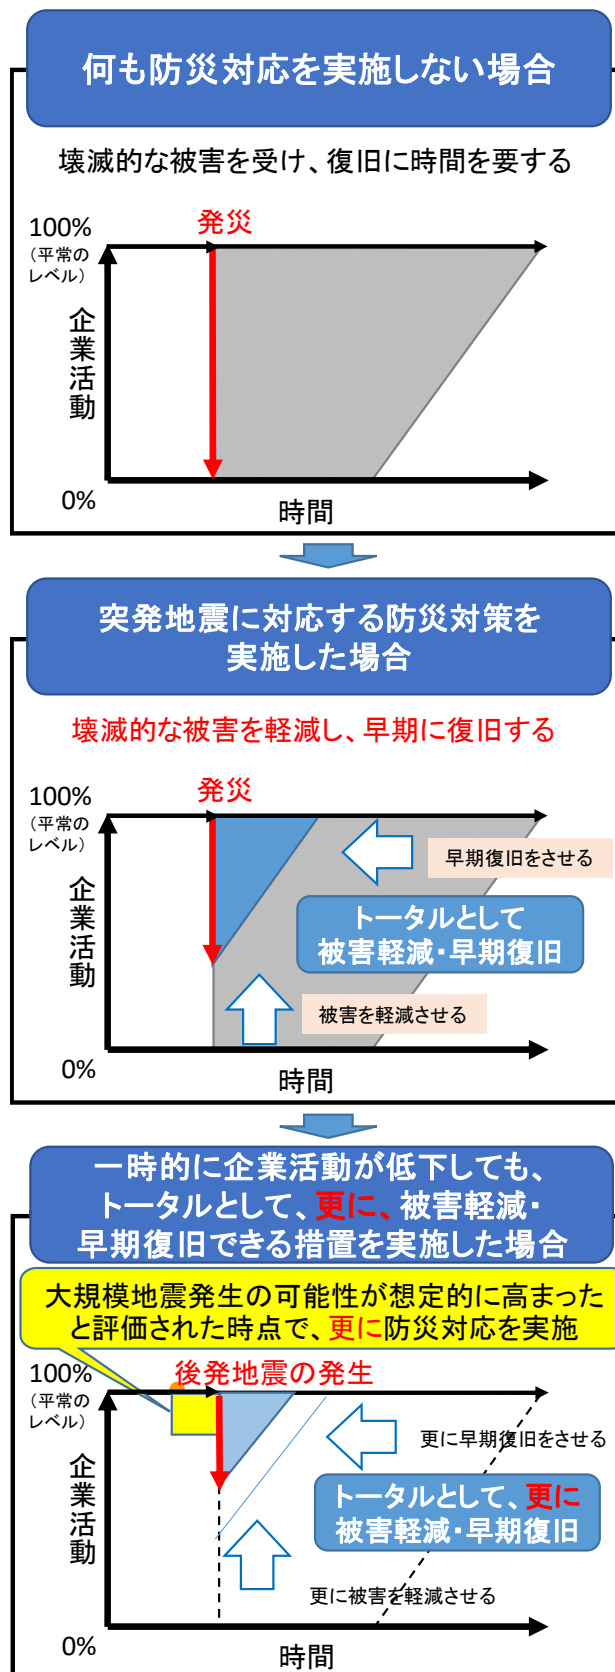 何も防災対応を実施しない場合
壊滅的な被害を受け、復旧に時間を要する
100%
(平常の
レベル)
発災
企業活動
0%
時間
突発地震に対応する防災対策を
実施した場合
壊滅的な被害を軽減し、早期に復旧する
100%
(平常の
レベル)
発災
早期復旧をさせる
企業活動
トータルとして
被害軽減・早期復旧
被害を軽減させる
0%
時間
一時的に企業活動が低下しても、
トータルとして、更に、被害軽減・
早期復旧できる措置を実施した場合
大規模地震発生の可能性が想定的に高まった
と評価された時点で、更に防災対応を実施
100%
(平常の
レベル)
後発地震の発生
更に早期復旧をさせる
企業活動
トータルとして、更に
被害軽減・早期復旧
更に被害を軽減させる
0%
時間